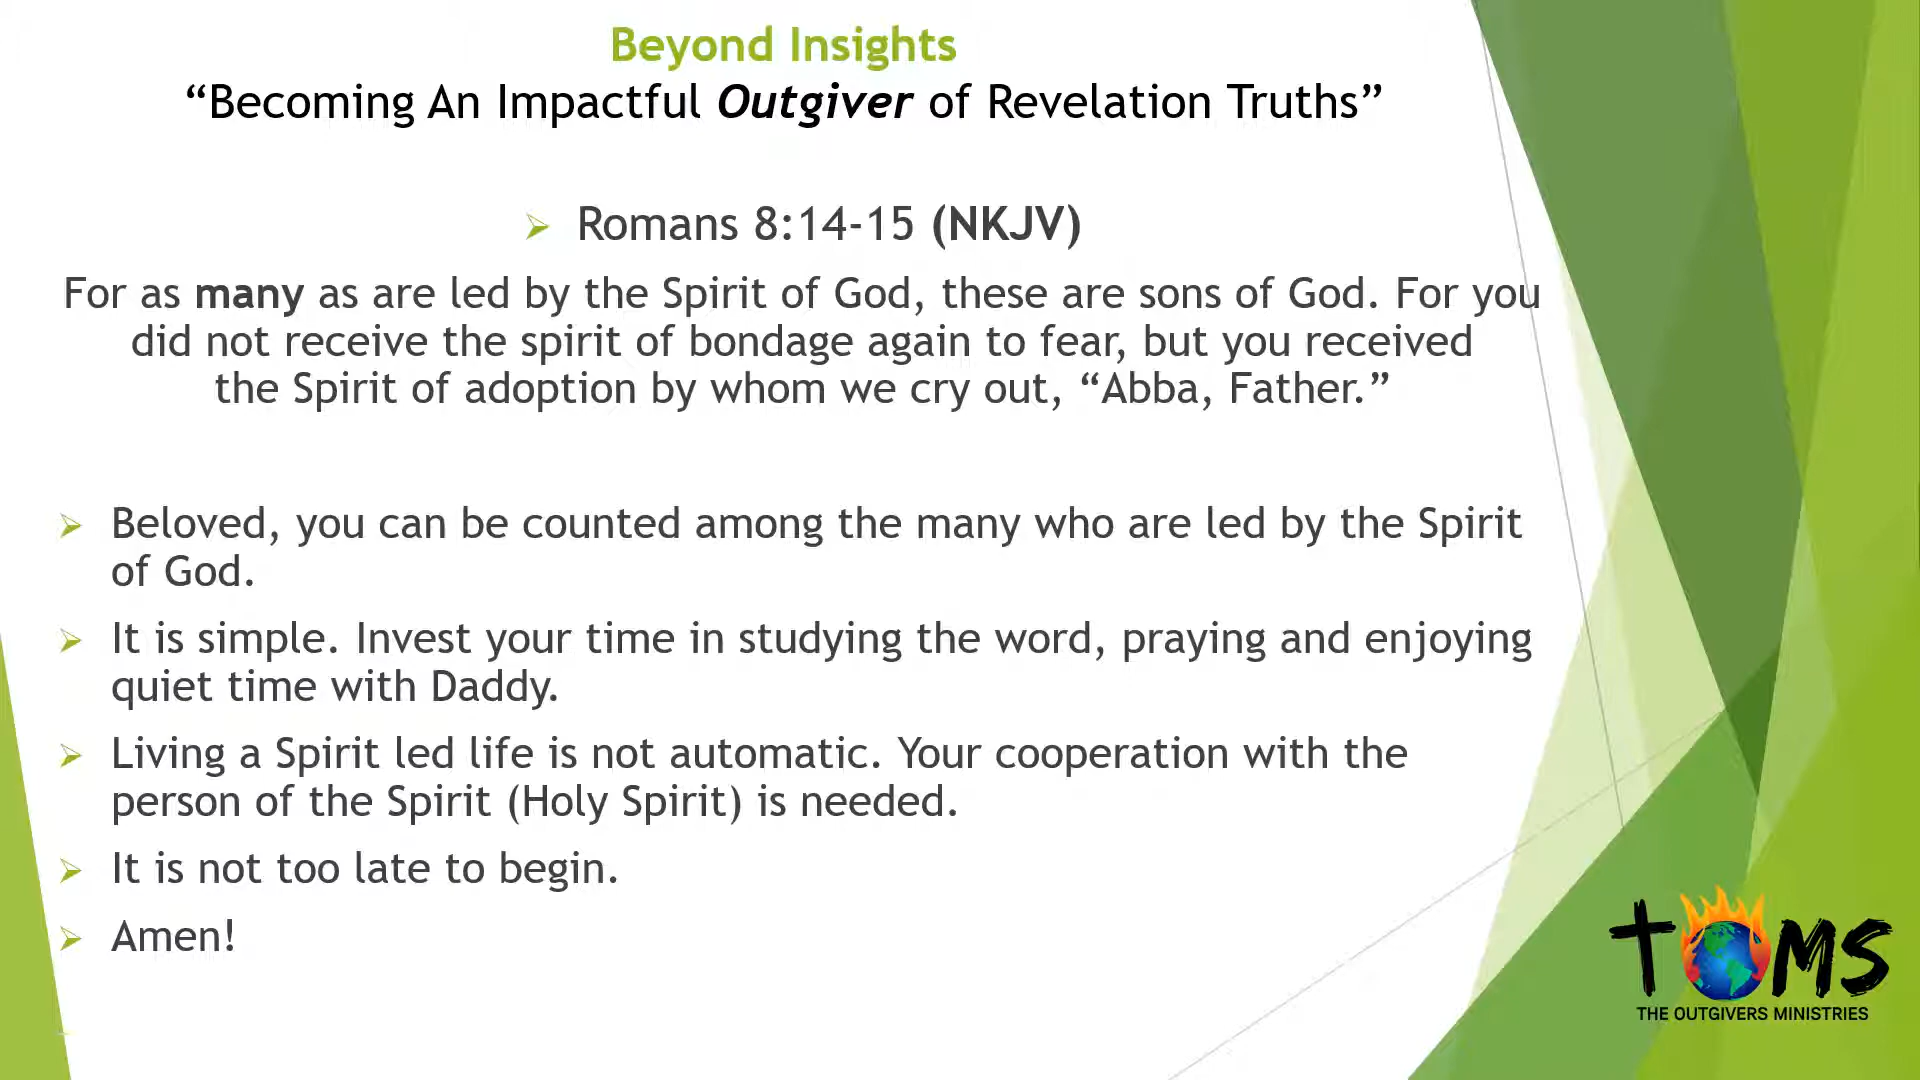 Beyond Insights
“Becoming An Impactful Outgiver of Revelation Truths”
Romans 8:14-15 (NKJV)
For as many as are led by the Spirit of God, these are sons of God. For you
did not receive the spirit of bondage again to fear, but you received
the Spirit of adoption by whom we cry out, “Abba, Father.”
Beloved, you can be counted among the many who are led by the Spirit
of God.
It is simple. Invest your time in studying the word, praying and enjoying
quiet time with Daddy.
Living a Spirit led life is not automatic. Your cooperation with the
person of the Spirit (Holy Spirit) is needed.
It is not too late to begin.
Amen!
TOMS
THE OUTGIVERS MINISTRIES